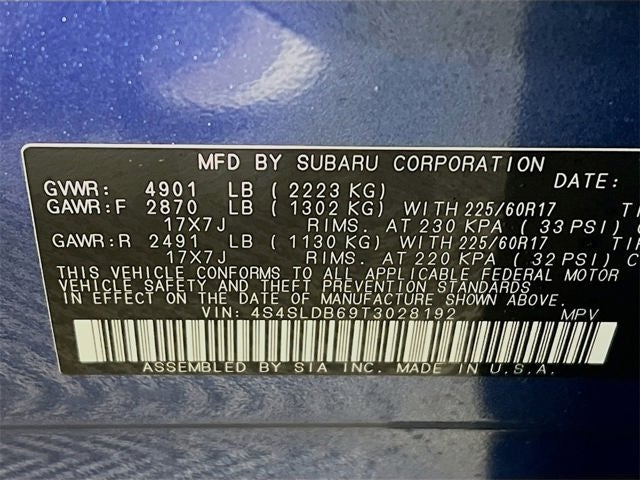 MFD BY SUBARU CORPORATION
DATE:
GVWR: 4901 LB (2223 KG)
GAWR:F 2870 LB (1302 KG) WITH 225/60R17
17X7J RIMS. AT 230 KPA (33 PSI)
GAWR:R 2491 LB (1130 KG) WITH 225/60R17
17X7J RIMS. AT 220 KPA (32 PSI)
THIS VEHICLE CONFORMS TO ALL APPLICABLE FEDERAL MOTOR
VEHICLE SAFETY AND THEFT PREVENTION STANDARDS
IN EFFECT ON THE DATE OF MANUFACTURE SHOWN ABOVE.
VIN: 4S4SLDB69T3028192 MPV
ASSEMBLED BY SIA INC. MADE IN U.S.A.